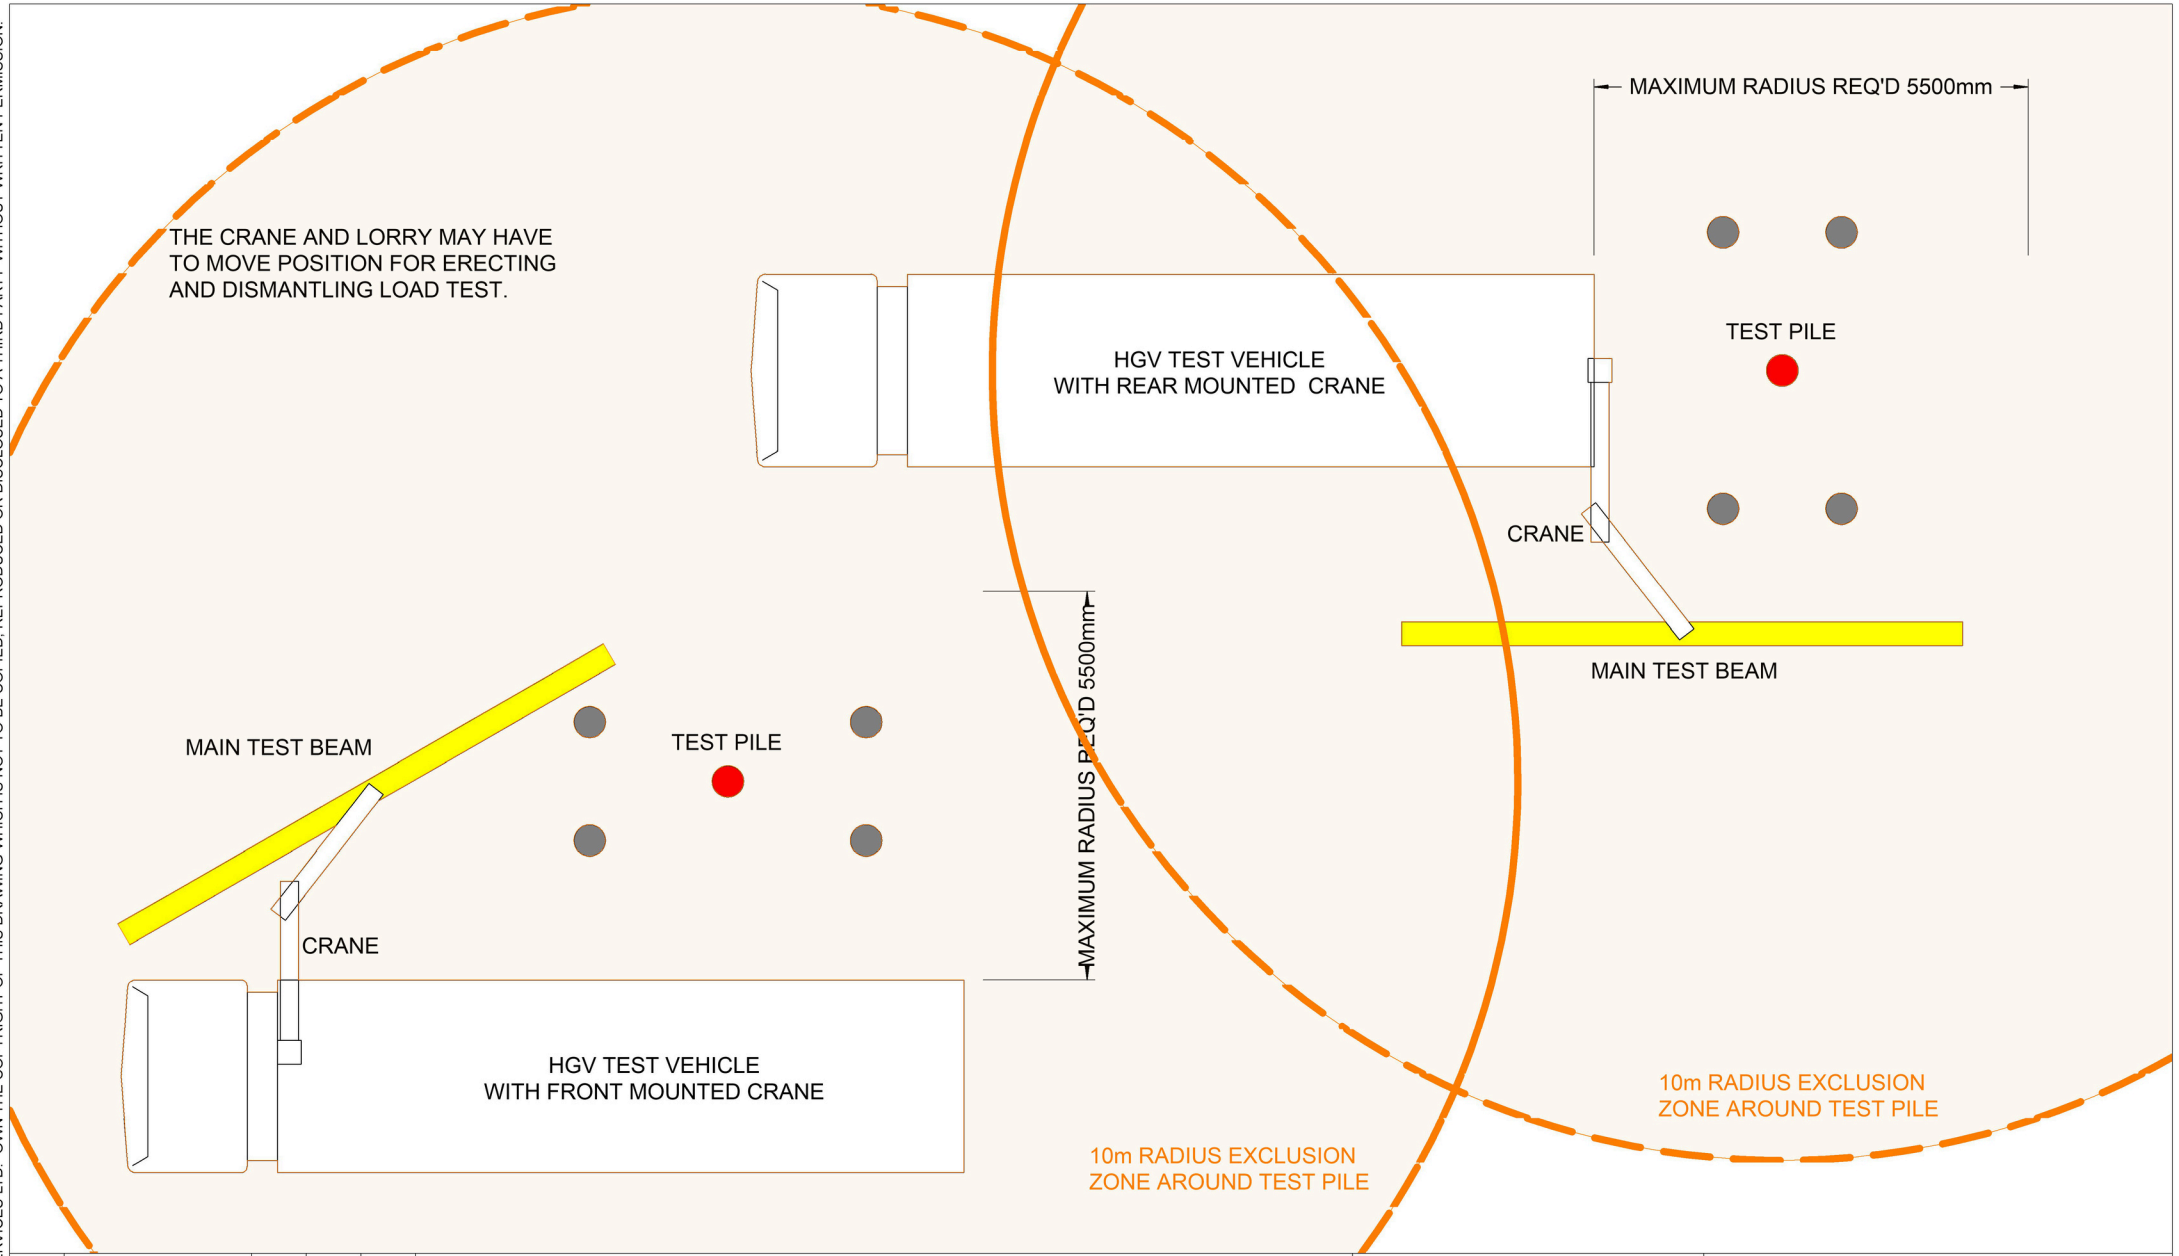 MAXIMUM RADIUS REQ'D 5500mm
THE CRANE AND LORRY MAY HAVE
TO MOVE POSITION FOR ERECTING
AND DISMANTLING LOAD TEST.
TEST PILE
HGV TEST VEHICLE
WITH REAR MOUNTED CRANE
CRANE
MAIN TEST BEAM
MAXIMUM RADIUS REQ'D 5500mm
MAIN TEST BEAM
TEST PILE
CRANE
HGV TEST VEHICLE
WITH FRONT MOUNTED CRANE
10m RADIUS EXCLUSION
ZONE AROUND TEST PILE
10m RADIUS EXCLUSION
ZONE AROUND TEST PILE